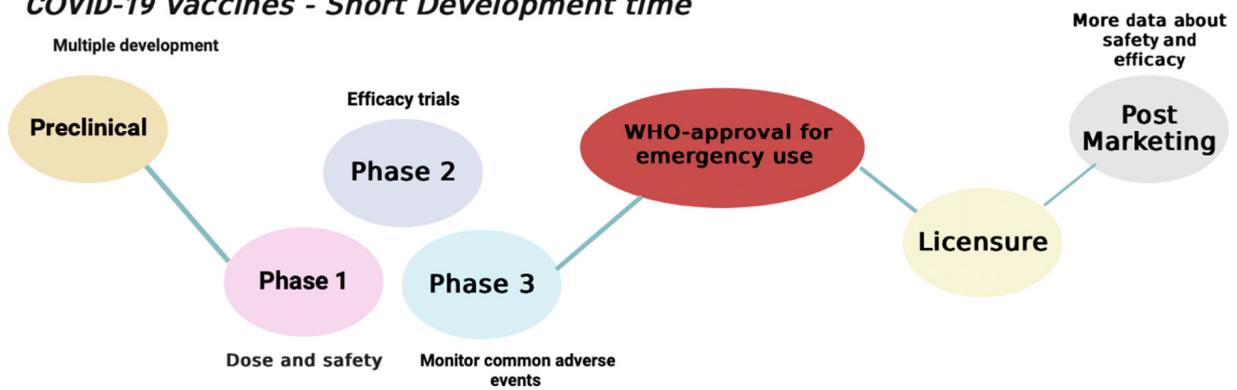 COVID-19 Vaccines - Short Development time
Multiple development
Preclinical
Phase 1
Dose and safety
Efficacy trials
Phase 2
Phase 3
Monitor common adverse
events
WHO-approval for
emergency use
Licensure
More data about
safety and
efficacy
Post
Marketing